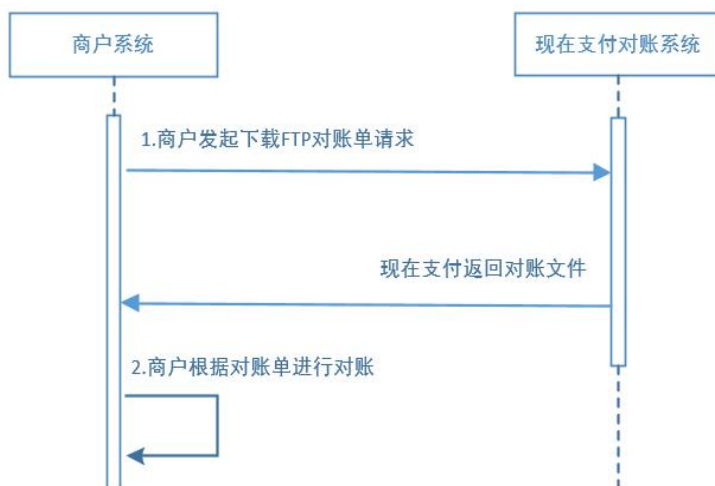 商户系统
现在支付对账系统
1.商户发起下载FTP对账单请求
现在支付返回对账文件
2.商户根据对账单进行对账